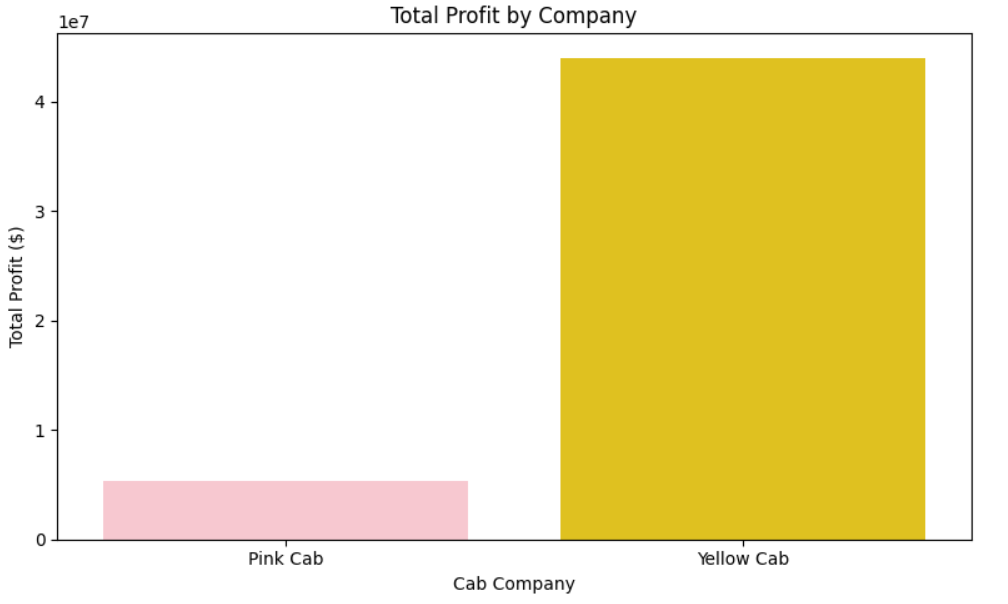 Total Profit by Company
1e7
4
3
2
1
0
Total Profit ($)
Pink Cab
Yellow Cab
Cab Company